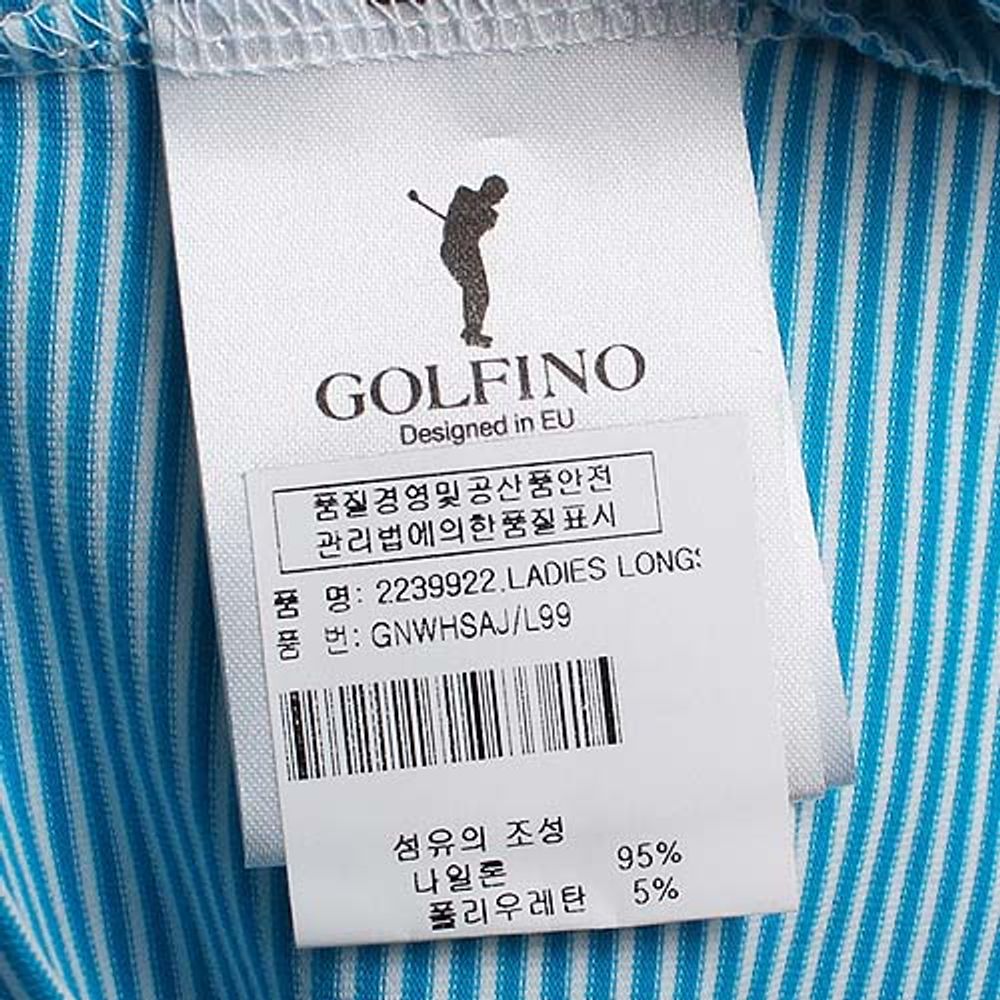 GOLFINO
Designed in EU
품질경영및공산품안전
관리법에의한품질표시
품 명: 2239922.LADIES LONGS
품 번: GNWHSAJ/L99
섬유의 조성
나일론 95%
폴리우레탄 5%